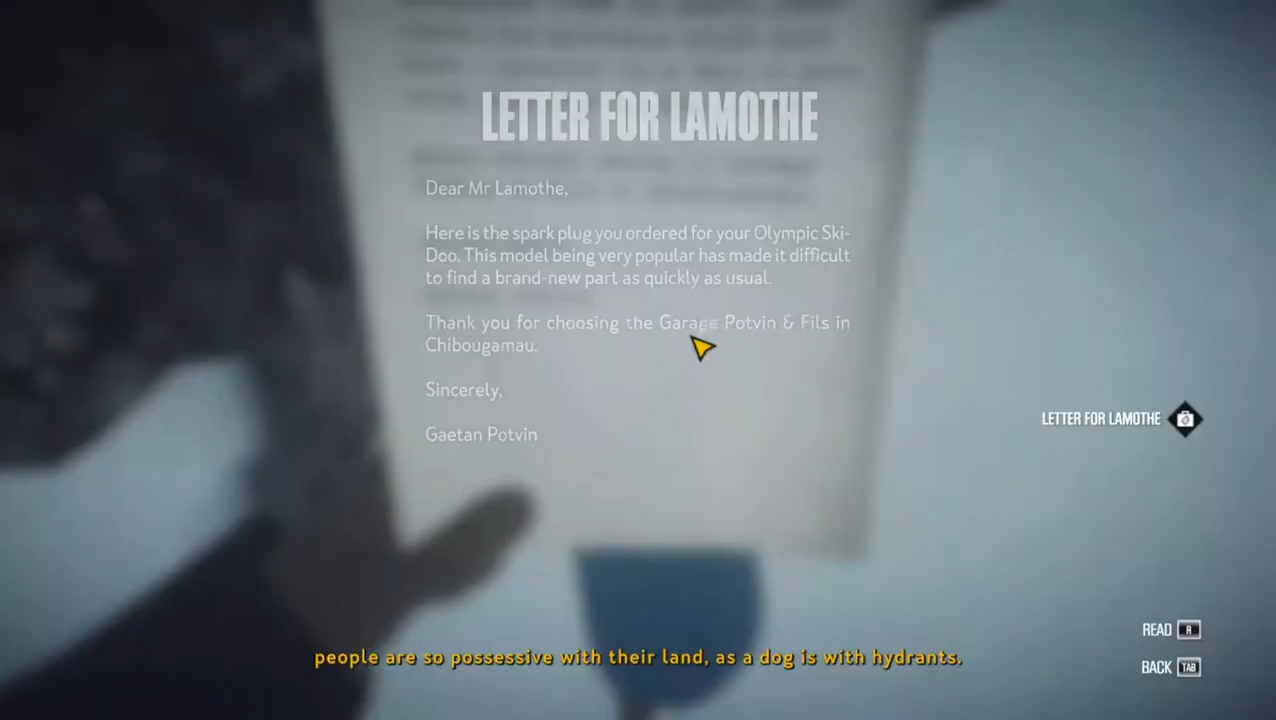 LETTER FOR LAMOTHE
Dear Mr Lamothe,
Here is the spark plug you ordered for your Olympic Ski-
Doo. This model being very popular has made it difficult
to find a brand-new part as quickly as usual.
Thank you for choosing the Garage Potvin & Fils in
Chibougamau.
Sincerely,
Gaetan Potvin
LETTER FOR LAMOTHE
READ R
BACK TAB
people are so possessive with their land, as a dog is with hydrants.